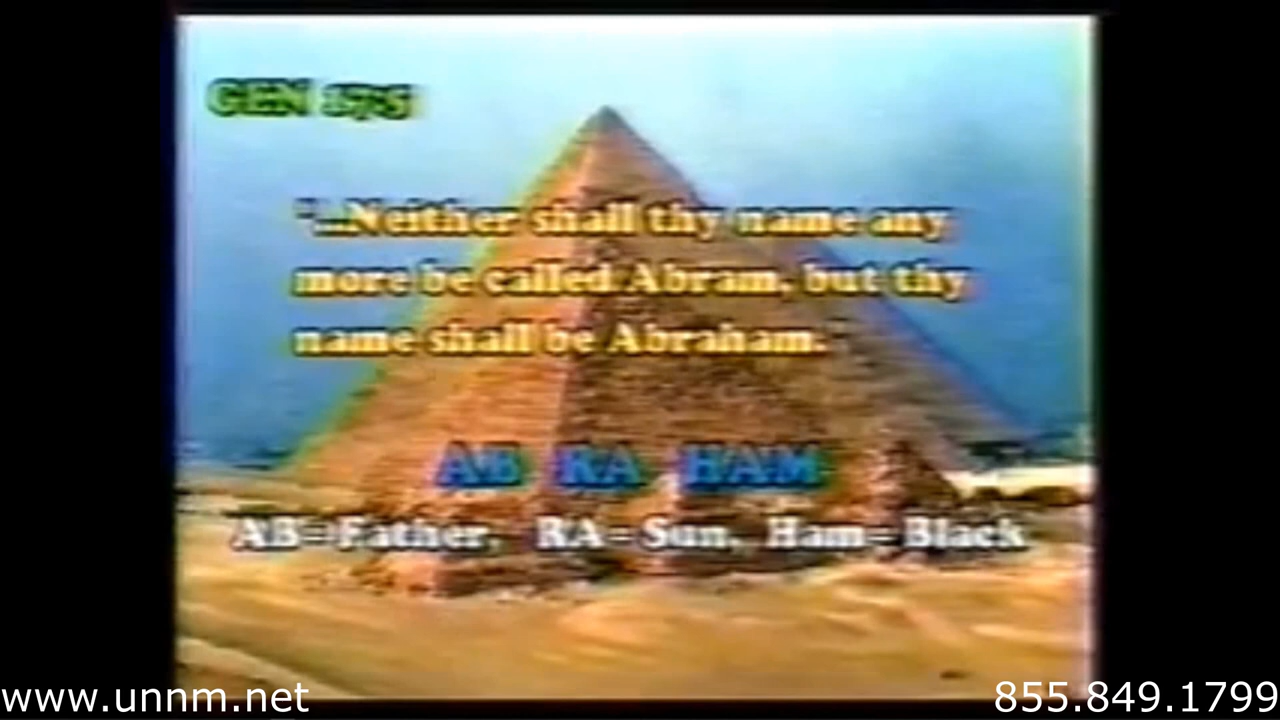 GEN 17:5
"...Neither shall thy name any
more be called Abram, but thy
name shall be Abraham."
AB RA HAM
AB=Father, RA=Sun, Ham=Black
www.unnm.net
855.849.1799